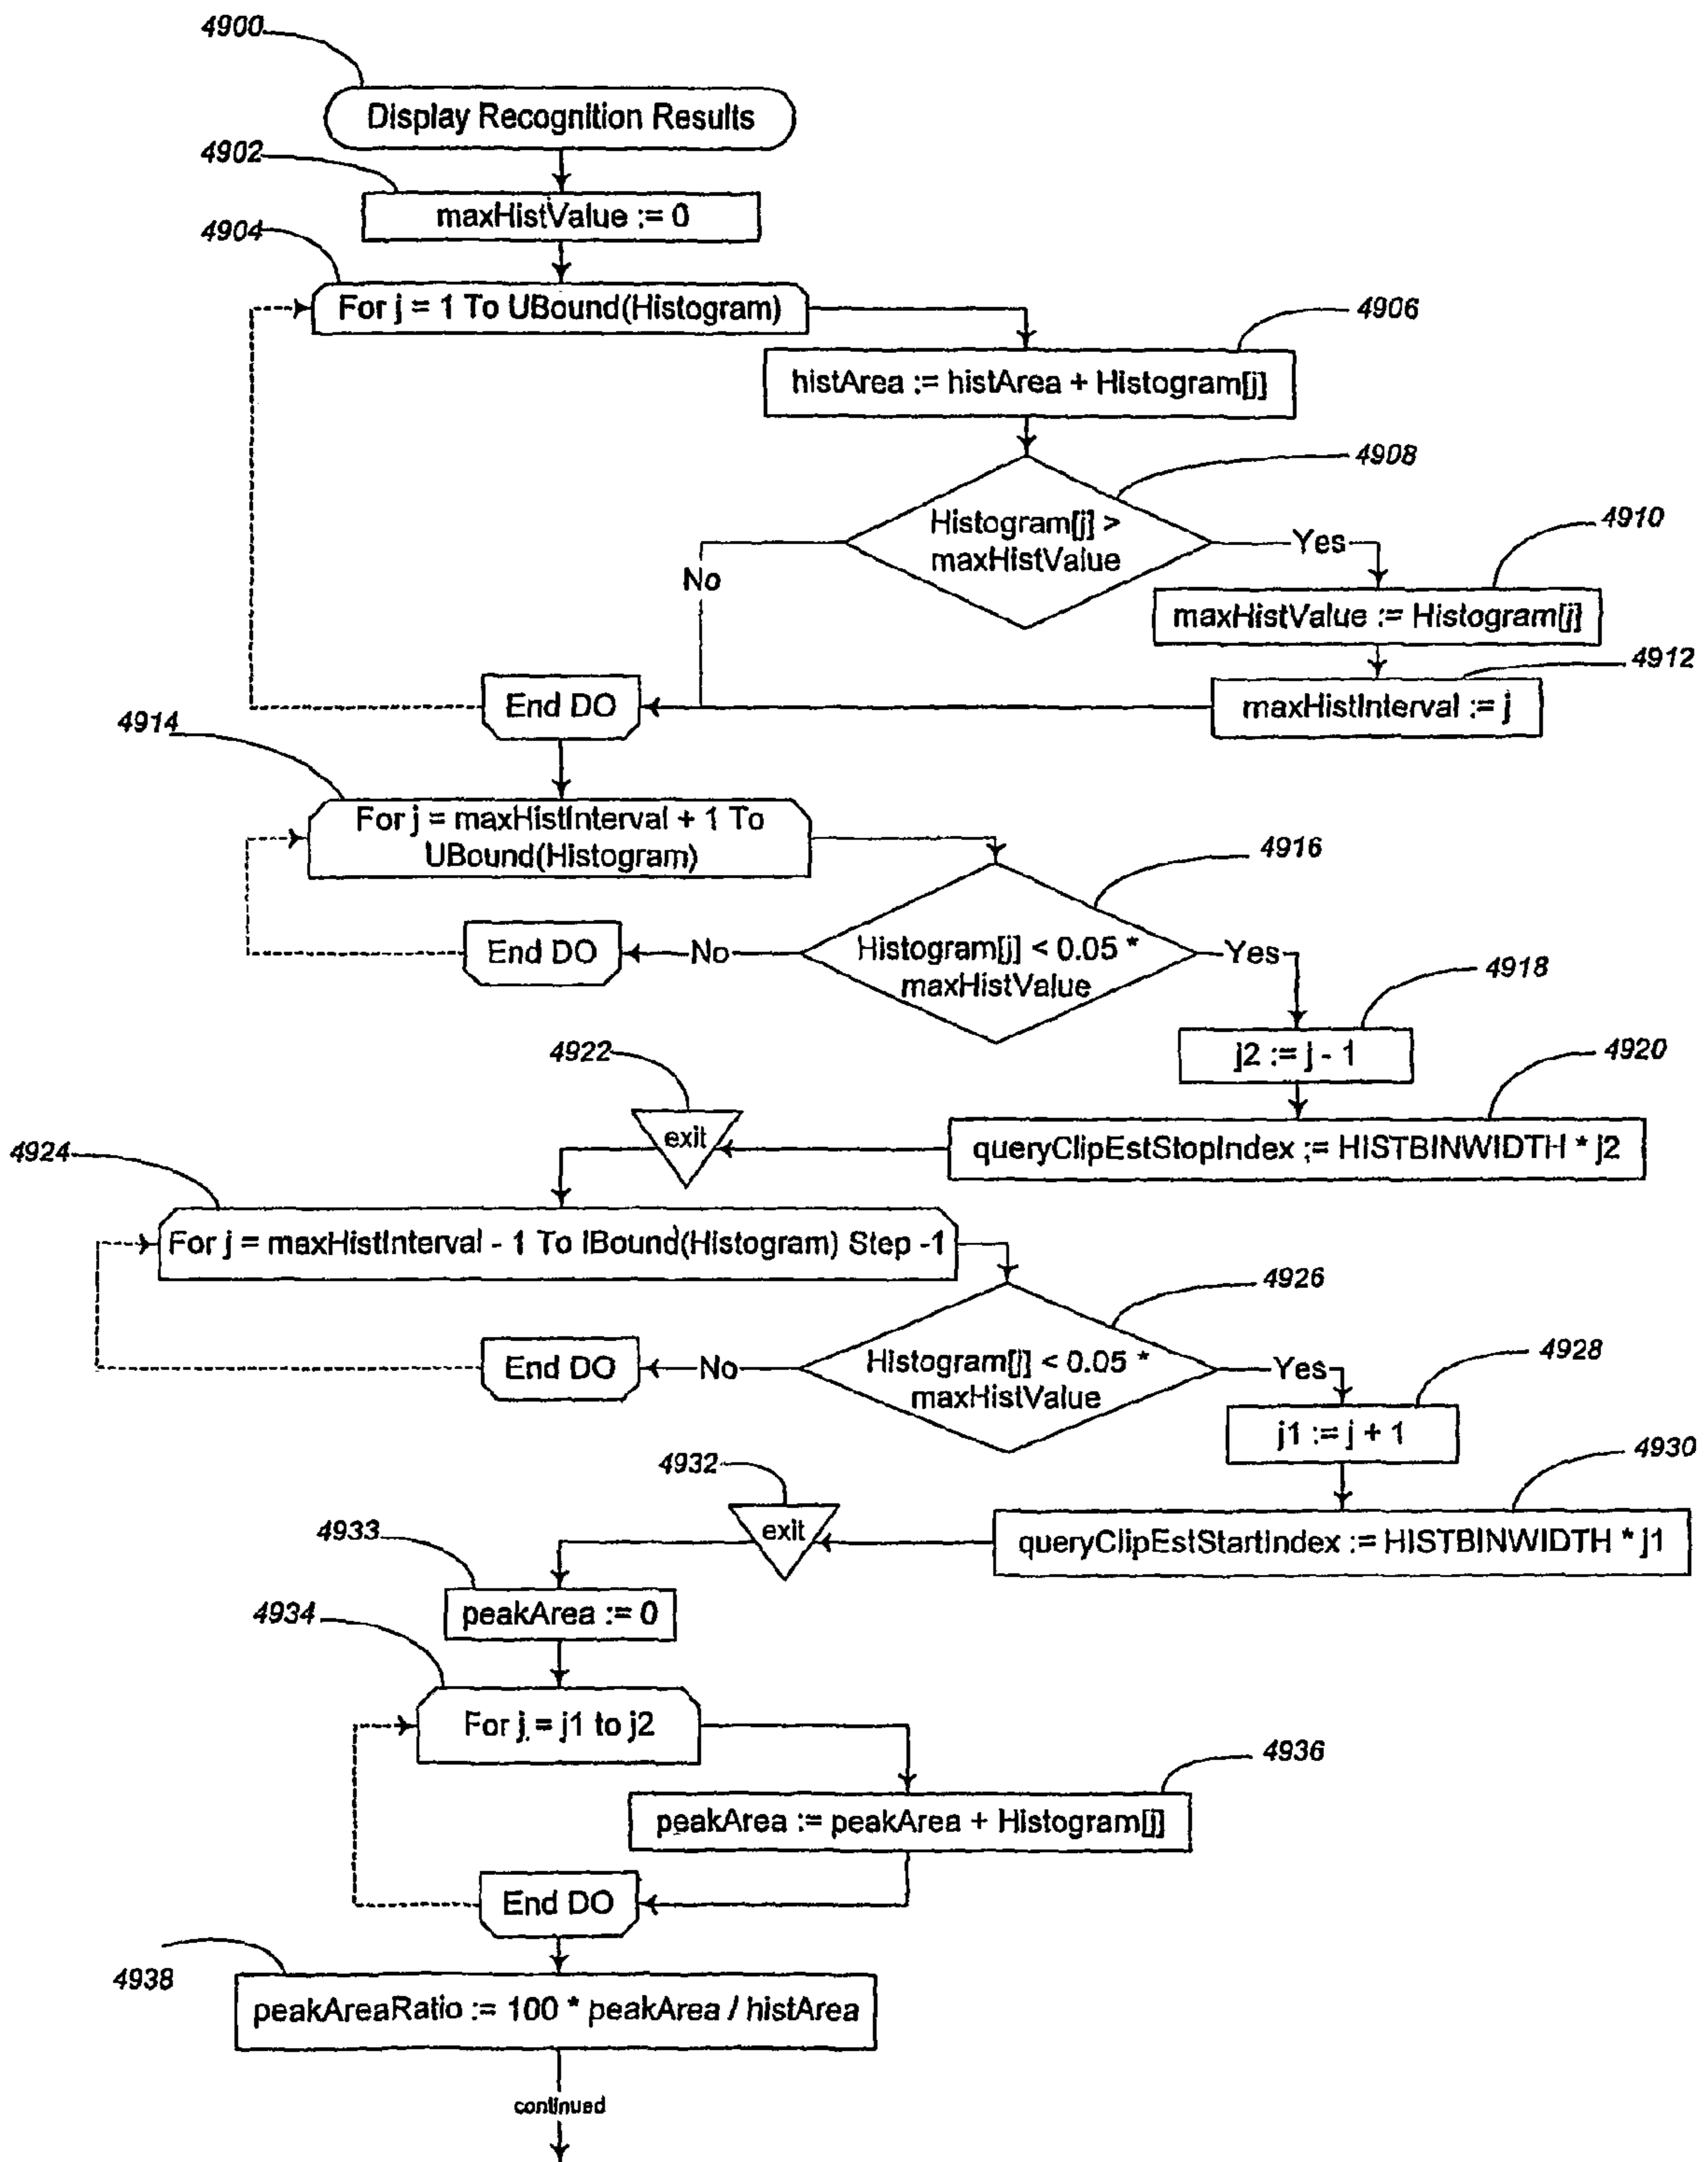 4900
Display Recognition Results
4902
maxHistValue := 0
4904
For j = 1 To UBound(Histogram)
4906
histArea := histArea + Histogram[j]
4908
Histogram[j] >
maxHistValue
Yes
No
4910
maxHistValue := Histogram[j]
4912
maxHistInterval := j
End DO
4914
For j = maxHistInterval + 1 To
UBound(Histogram)
4916
Histogram[j] < 0.05 *
maxHistValue
No
End DO
Yes
4918
j2 := j - 1
4920
queryClipEstStopIndex := HISTBINWIDTH * j2
4922
exit
4924
For j = maxHistInterval - 1 To lBound(Histogram) Step -1
4926
Histogram[j] < 0.05 *
maxHistValue
No
End DO
Yes
4928
j1 := j + 1
4930
queryClipEstStartIndex := HISTBINWIDTH * j1
4932
exit
4933
peakArea := 0
4934
For j = j1 to j2
4936
peakArea := peakArea + Histogram[j]
End DO
4938
peakAreaRatio := 100 * peakArea / histArea
continued